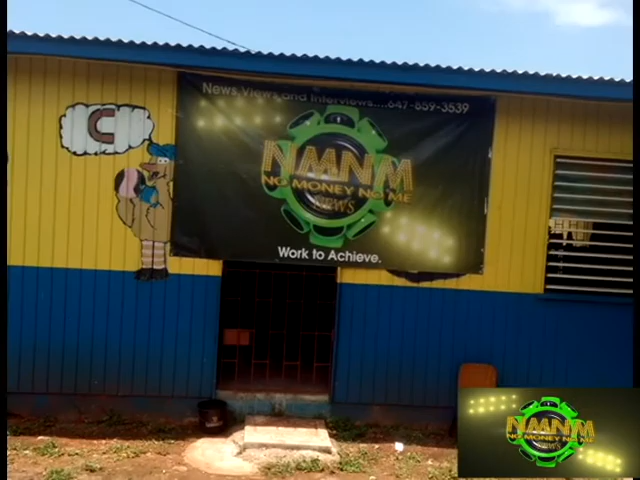 News,Views and Interviews....647-859-3539
NMNM
NO MONEY NO ME
NEWS
Work to Achieve.
NMNM
NO MONEY NO ME
NEWS